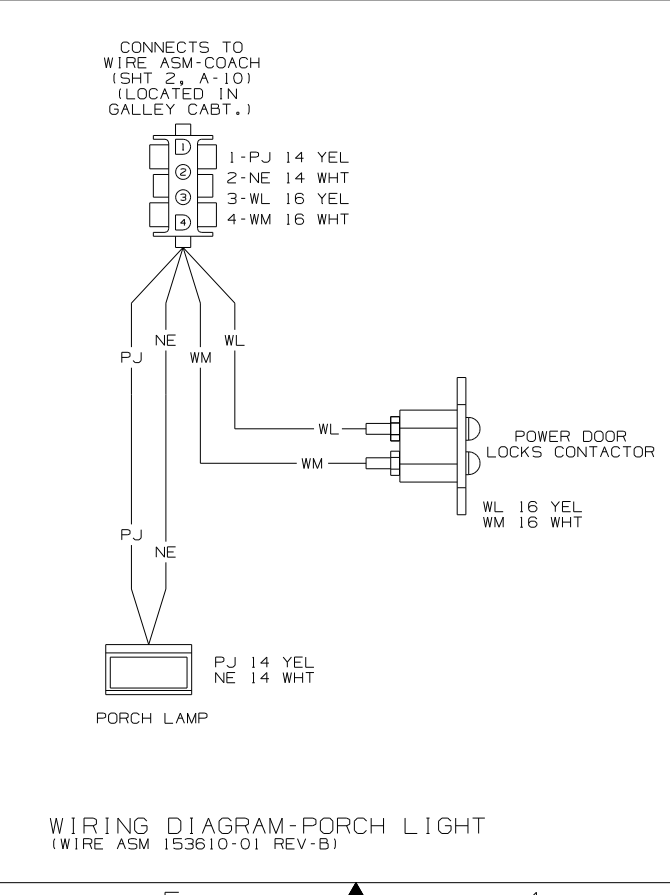 CONNECTS TO
WIRE ASM-COACH
(SHT 2, A-10)
(LOCATED IN
GALLEY CABT.)
1
2
3
4
1-PJ 14 YEL
2-NE 14 WHT
3-WL 16 YEL
4-WM 16 WHT
NE
WL
PJ
WM
WL
WM
POWER DOOR
LOCKS CONTACTOR
WL 16 YEL
WM 16 WHT
PJ
NE
PJ 14 YEL
NE 14 WHT
PORCH LAMP
WIRING DIAGRAM-PORCH LIGHT
(WIRE ASM 153610-01 REV-B)